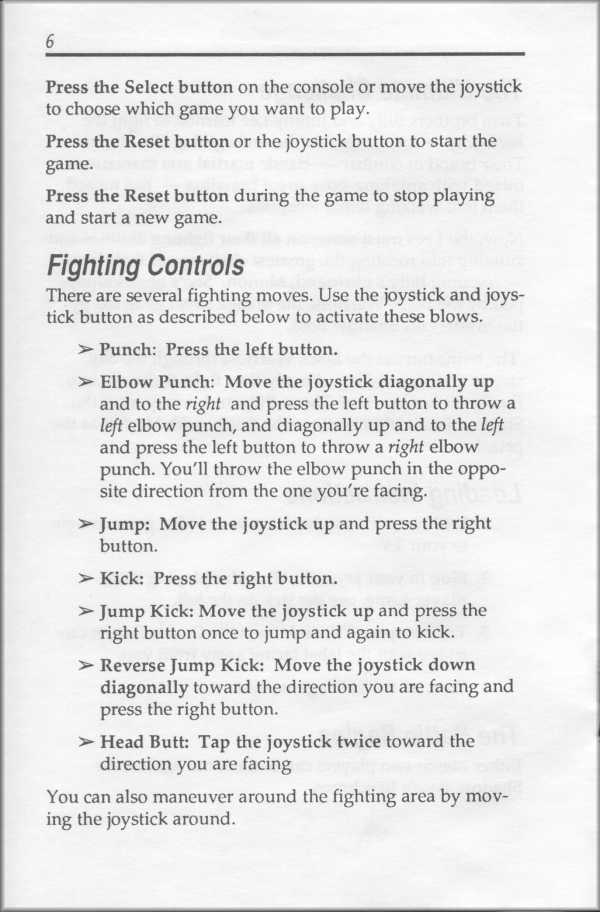 6
Press the Select button on the console or move the joystick
to choose which game you want to play.
Press the Reset button or the joystick button to start the
game.
Press the Reset button during the game to stop playing
and start a new game.
Fighting Controls
There are several fighting moves. Use the joystick and joys-
tick button as described below to activate these blows.
➢ Punch: Press the left button.
➢ Elbow Punch: Move the joystick diagonally up
and to the right and press the left button to throw a
left elbow punch, and diagonally up and to the left
and press the left button to throw a right elbow
punch. You'll throw the elbow punch in the oppo-
site direction from the one you're facing.
➢ Jump: Move the joystick up and press the right
button.
➢ Kick: Press the right button.
➢ Jump Kick: Move the joystick up and press the
right button once to jump and again to kick.
➢ Reverse Jump Kick: Move the joystick down
diagonally toward the direction you are facing and
press the right button.
➢ Head Butt: Tap the joystick twice toward the
direction you are facing
You can also maneuver around the fighting area by mov-
ing the joystick around.